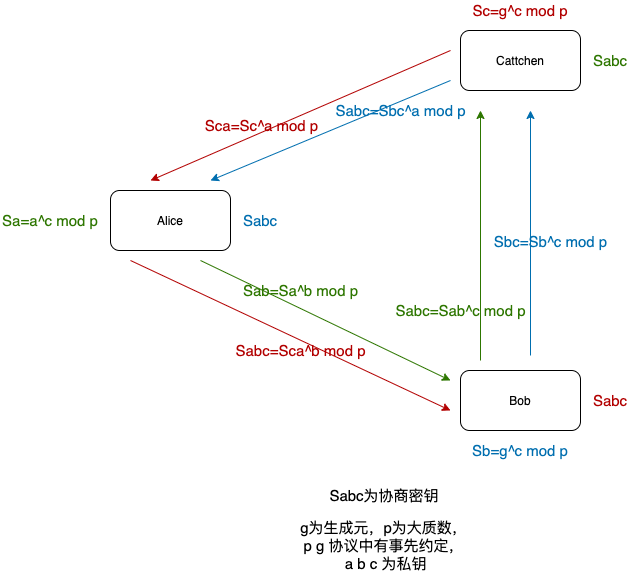 Sc=g^c mod p
Cattchen
Sabc
Sabc=Sbc^a mod p
Sca=Sc^a mod p
Sa=a^c mod p
Alice
Sabc
Sbc=Sb^c mod p
Sab=Sa^b mod p
Sabc=Sab^c mod p
Sabc=Sca^b mod p
Bob
Sabc
Sb=g^c mod p
Sabc为协商密钥
g为生成元，p为大质数，
p g 协议中有事先约定，
a b c 为私钥